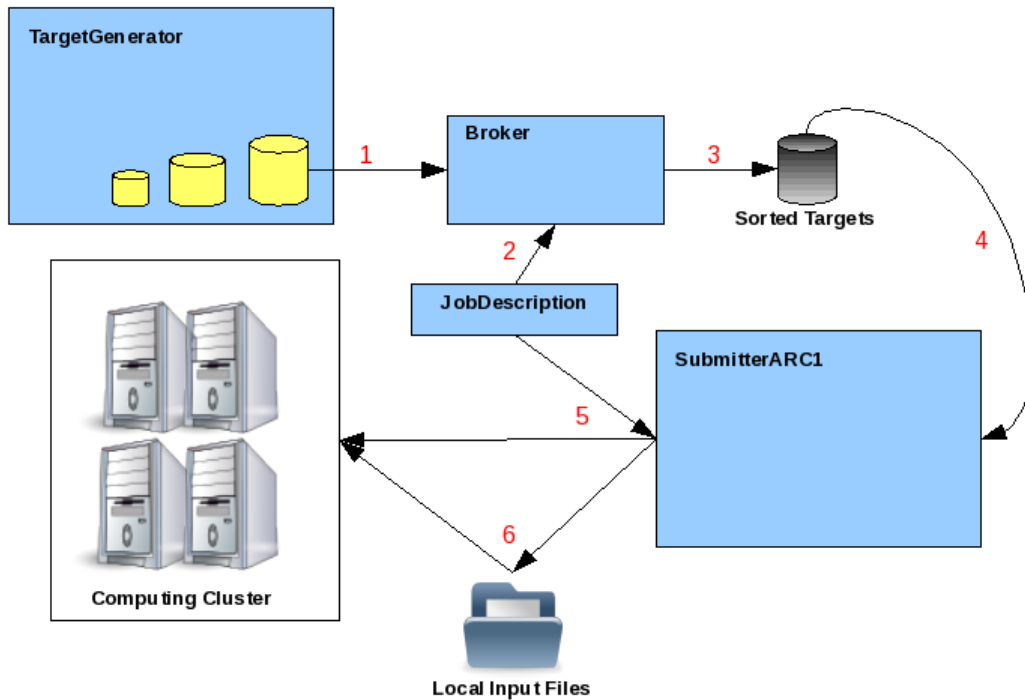 TargetGenerator
1
Broker
3
Sorted Targets
2
4
JobDescription
SubmitterARC1
5
6
Computing Cluster
Local Input Files